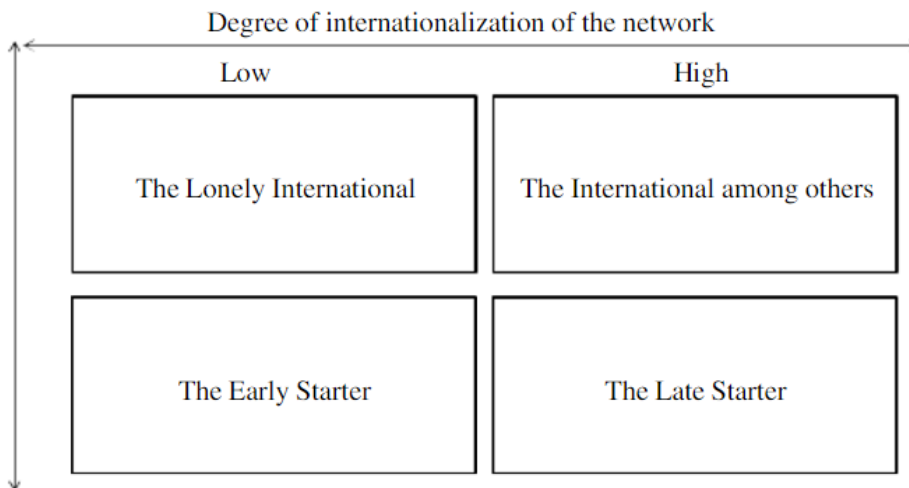 Degree of internationalization of the network
Low High
The Lonely International The International among others
The Early Starter The Late Starter